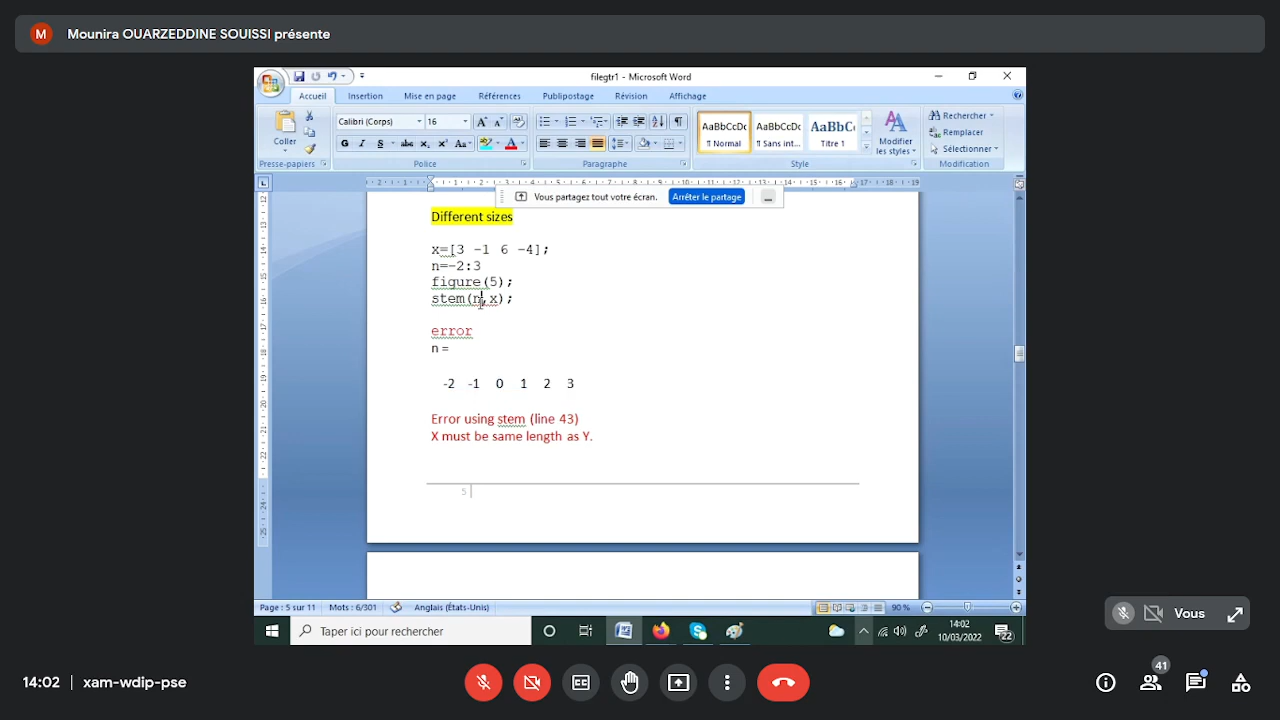 M Mounira OUARZEDDINE SOUISSI présente
filegtr1 - Microsoft Word
Accueil Insertion Mise en page Références Publipostage Révision Affichage
Coller
Calibri (Corps) 16
G I S abc x₂ x² Aa
AaBbCcDc AaBbCcDc AaBbC
¶ Normal ¶ Sans int... Titre 1
Modifier les styles
Rechercher
Remplacer
Sélectionner
Presse-papiers Police Paragraphe Style Modification
Vous partagez tout votre écran. Arrêter le partage
Different sizes
x=[3 -1 6 -4];
n=-2:3
figure(5);
stem(n,x);
error
n =
-2 -1 0 1 2 3
Error using stem (line 43)
X must be same length as Y.
5
Page : 5 sur 11 Mots : 6/301 Anglais (États-Unis) 90 %
Taper ici pour rechercher
14:02
10/03/2022
22
Vous
14:02 | xam-wdip-pse
41